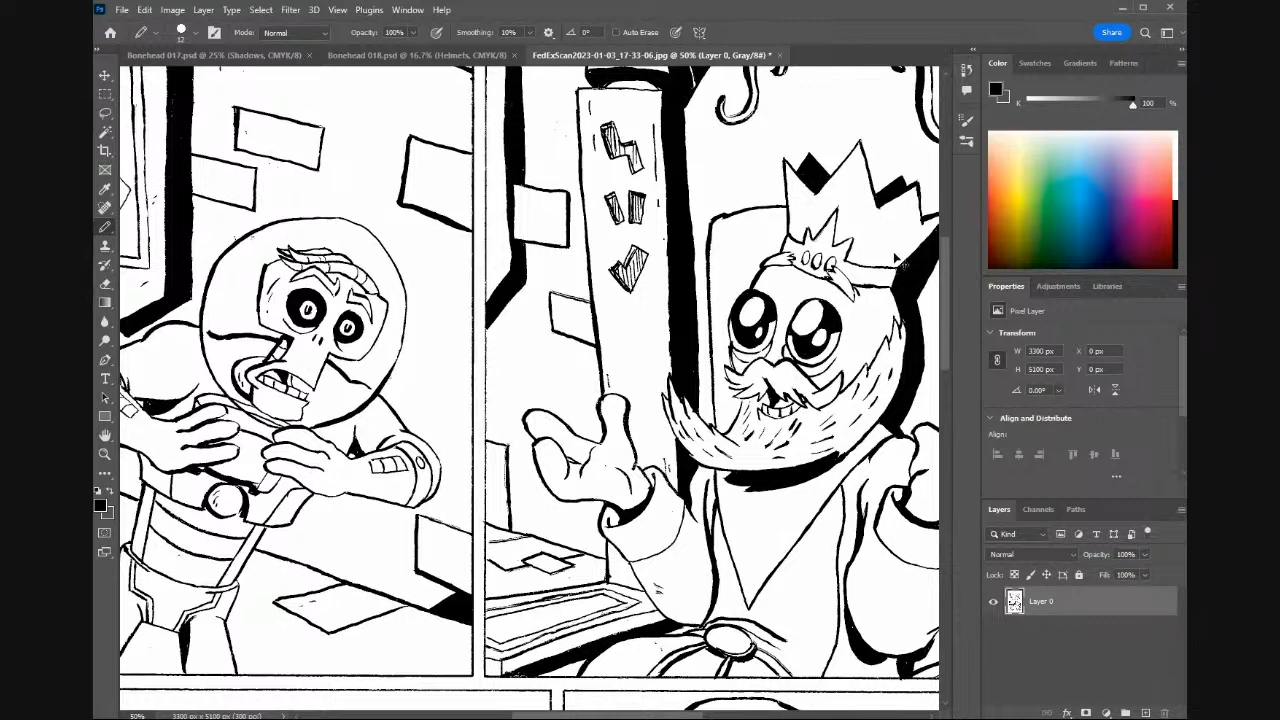 Ps File Edit Image Layer Type Select Filter 3D View Plugins Window Help
12 Mode: Normal Opacity: 100% Smoothing: 10% 0° Auto Erase Share
Bonehead 017.psd @ 25% (Shadows, CMYK/8) × Bonehead 018.psd @ 16.7% (Helmets, CMYK/8) × FedExScan2023-01-03_17-33-06.jpg @ 50% (Layer 0, Gray/8#) * ×
Color Swatches Gradients Patterns
K 100 %
Properties Adjustments Libraries
Pixel Layer
Transform
W 3300 px X 0 px
H 5100 px Y 0 px
0.00°
Align and Distribute
Align:
Layers Channels Paths
Kind
Normal Opacity: 100%
Lock: Fill: 100%
Layer 0
50% 3300 px x 5100 px (300 ppi)